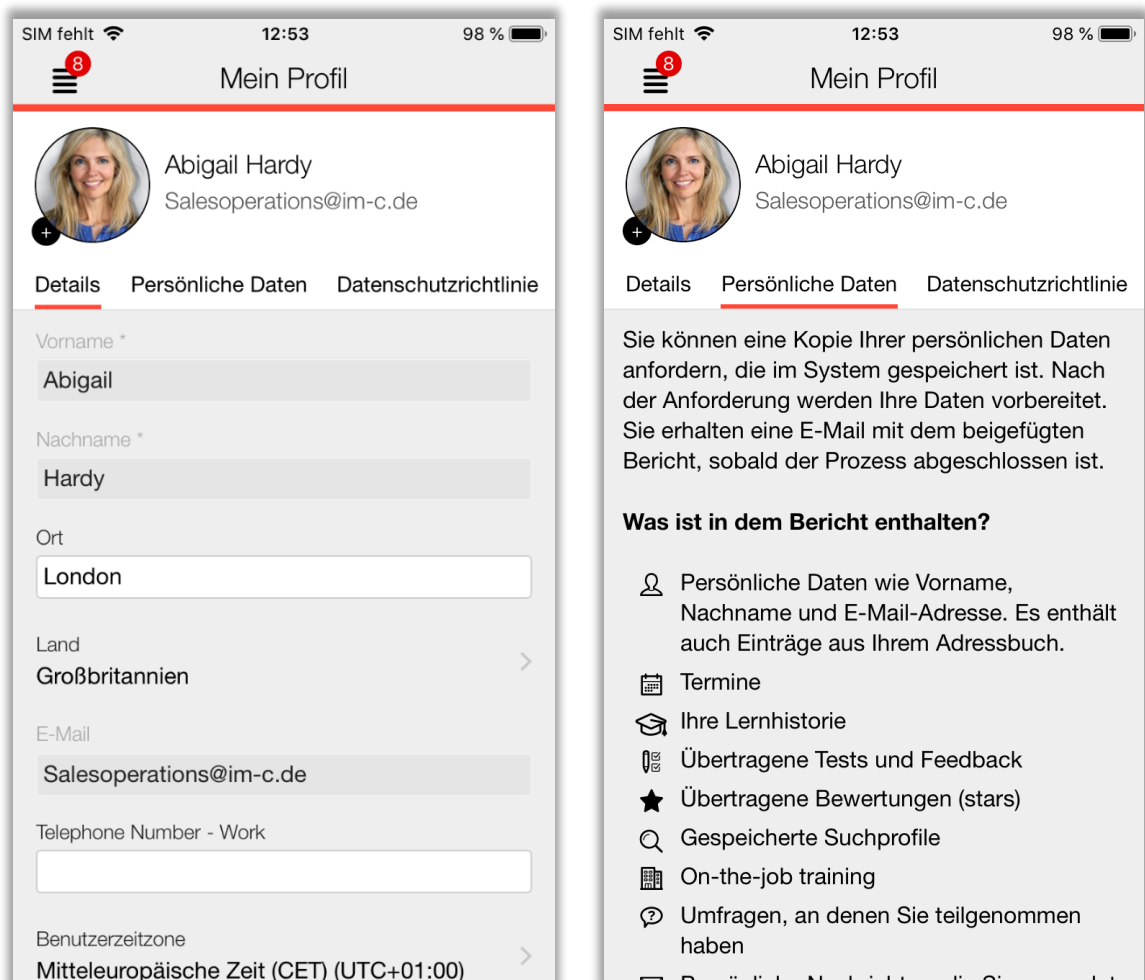 SIM fehlt 12:53 98 %
8
Mein Profil
Abigail Hardy
Salesoperations@im-c.de
+
Details Persönliche Daten Datenschutzrichtlinie
Vorname *
Abigail
Nachname *
Hardy
Ort
London
Land
Großbritannien
E-Mail
Salesoperations@im-c.de
Telephone Number - Work
Benutzerzeitzone
Mitteleuropäische Zeit (CET) (UTC+01:00)
SIM fehlt 12:53 98 %
8
Mein Profil
Abigail Hardy
Salesoperations@im-c.de
+
Details Persönliche Daten Datenschutzrichtlinie
Sie können eine Kopie Ihrer persönlichen Daten
anfordern, die im System gespeichert ist. Nach
der Anforderung werden Ihre Daten vorbereitet.
Sie erhalten eine E-Mail mit dem beigefügten
Bericht, sobald der Prozess abgeschlossen ist.
Was ist in dem Bericht enthalten?
Persönliche Daten wie Vorname,
Nachname und E-Mail-Adresse. Es enthält
auch Einträge aus Ihrem Adressbuch.
Termine
Ihre Lernhistorie
Übertragene Tests und Feedback
Übertragene Bewertungen (stars)
Gespeicherte Suchprofile
On-the-job training
Umfragen, an denen Sie teilgenommen
haben